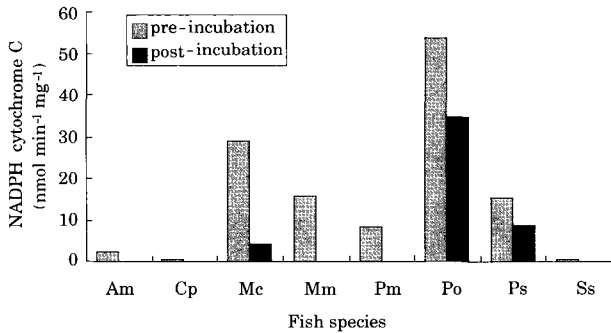 60
50
40
30
20
10
0
NADPH cytochrome C
(nmol min⁻¹ mg⁻¹)
pre-incubation
post-incubation
Am Cp Mc Mm Pm Po Ps Ss
Fish species